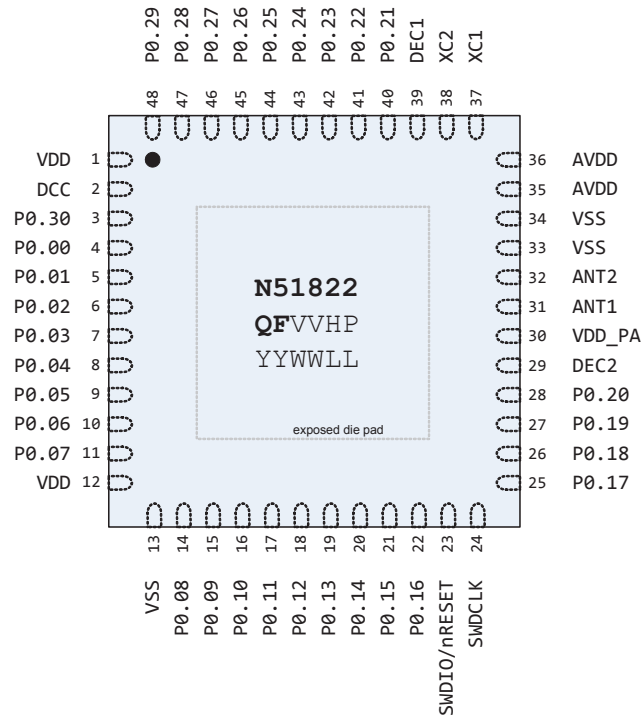 P0.29 P0.28 P0.27 P0.26 P0.25 P0.24 P0.23 P0.22 P0.21 DEC1 XC2 XC1
48 47 46 45 44 43 42 41 40 39 38 37
VDD 1
DCC 2
P0.30 3
P0.00 4
P0.01 5
P0.02 6
P0.03 7
P0.04 8
P0.05 9
P0.06 10
P0.07 11
VDD 12
N51822
QFVVHP
YYWWLL
exposed die pad
36 AVDD
35 AVDD
34 VSS
33 VSS
32 ANT2
31 ANT1
30 VDD_PA
29 DEC2
28 P0.20
27 P0.19
26 P0.18
25 P0.17
13 14 15 16 17 18 19 20 21 22 23 24
VSS P0.08 P0.09 P0.10 P0.11 P0.12 P0.13 P0.14 P0.15 P0.16 SWDIO/nRESET SWDCLK